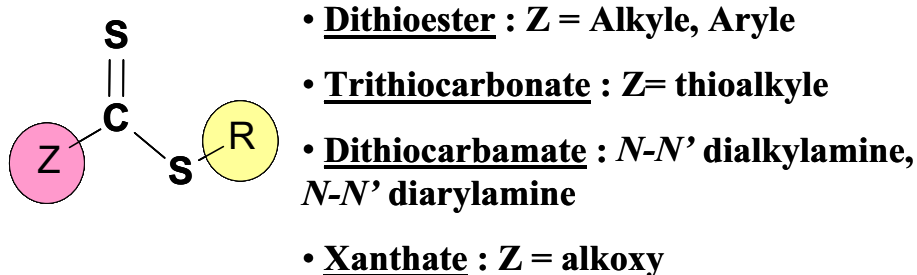 S
C
Z
S
R
• Dithioester : Z = Alkyle, Aryle
• Trithiocarbonate : Z= thioalkyle
• Dithiocarbamate : N-N’ dialkylamine,
N-N’ diarylamine
• Xanthate : Z = alkoxy